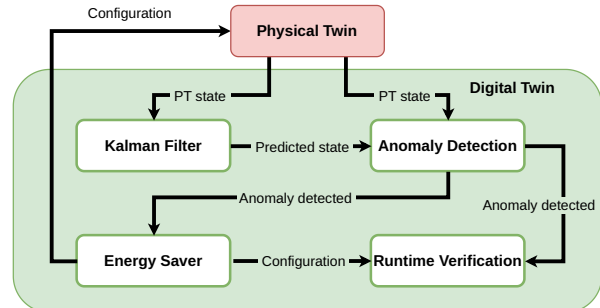 Configuration
Physical Twin
Digital Twin
PT state
PT state
Kalman Filter
Predicted state
Anomaly Detection
Anomaly detected
Anomaly detected
Energy Saver
Configuration
Runtime Verification